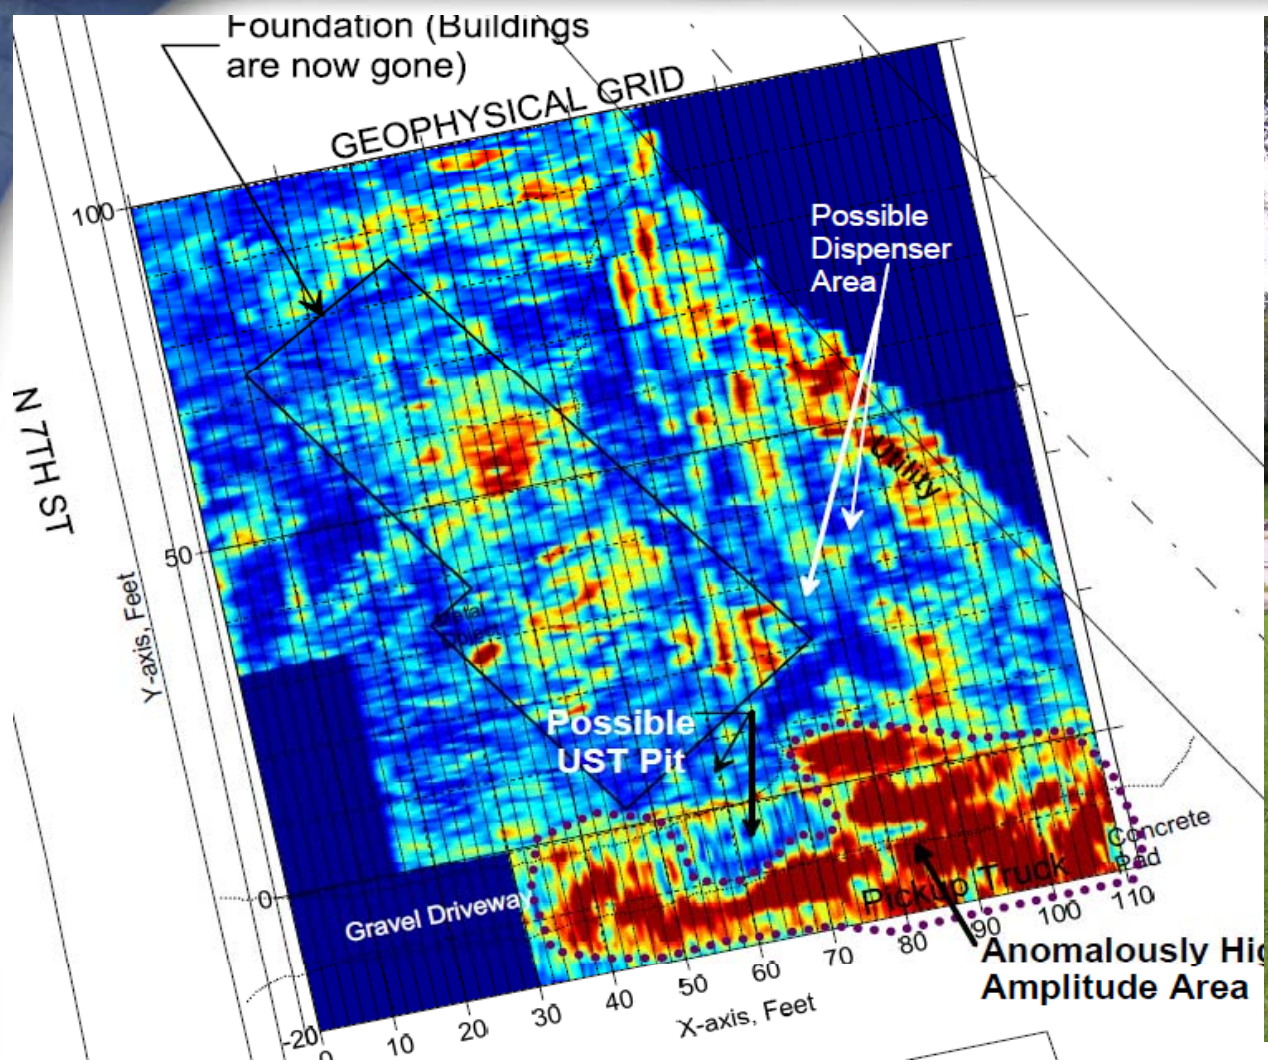 Foundation (Buildings
are now gone)
GEOPHYSICAL GRID
100
Possible
Dispenser
Area
N 7TH ST
Utility
50
Y-axis, Feet
Metal
Possible
UST Pit
Concrete
Pad
0
Gravel Driveway
Pickup Truck
110
100
90
80
70
60
50
40
30
20
10
0
-20
Anomalously
Amplitude Area
X-axis, Feet